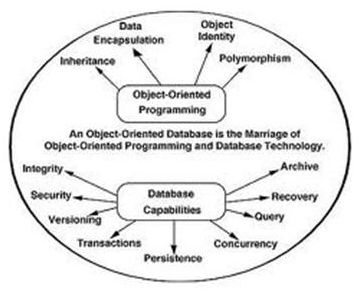 Data
Encapsulation
Object
Identity
Inheritance
Polymorphism
Object-Oriented
Programming
An Object-Oriented Database is the Marriage of
Object-Oriented Programming and Database Technology.
Integrity
Archive
Security
Database
Capabilities
Recovery
Versioning
Query
Transactions
Concurrency
Persistence